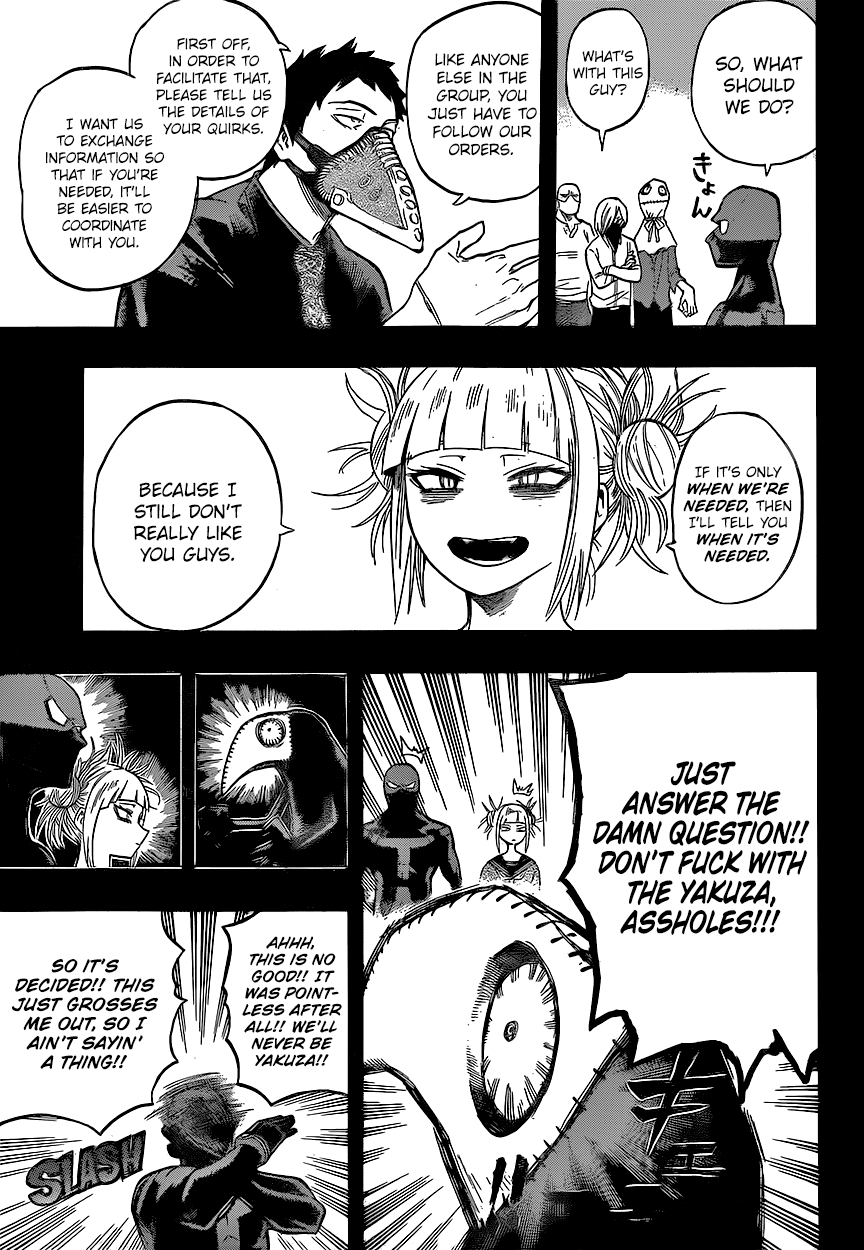 SO, WHAT
SHOULD
WE DO?
WHAT'S
WITH THIS
GUY?
きょん
LIKE ANYONE
ELSE IN THE
GROUP, YOU
JUST HAVE TO
FOLLOW OUR
ORDERS.
FIRST OFF,
IN ORDER TO
FACILITATE THAT,
PLEASE TELL US
THE DETAILS OF
YOUR QUIRKS.
I WANT US
TO EXCHANGE
INFORMATION SO
THAT IF YOU'RE
NEEDED, IT'LL
BE EASIER TO
COORDINATE
WITH YOU.
IF IT'S ONLY
WHEN WE'RE
NEEDED, THEN
I'LL TELL YOU
WHEN IT'S
NEEDED.
BECAUSE I
STILL DON'T
REALLY LIKE
YOU GUYS.
JUST
ANSWER THE
DAMN QUESTION!!
DON'T FUCK WITH
THE YAKUZA,
ASSHOLES!!!
キエ
AHHH,
THIS IS NO
GOOD!! IT
WAS POINT-
LESS AFTER
ALL!! WE'LL
NEVER BE
YAKUZA!!
SO IT'S
DECIDED!! THIS
JUST GROSSES
ME OUT, SO I
AIN'T SAYIN'
A THING!!
SLASH